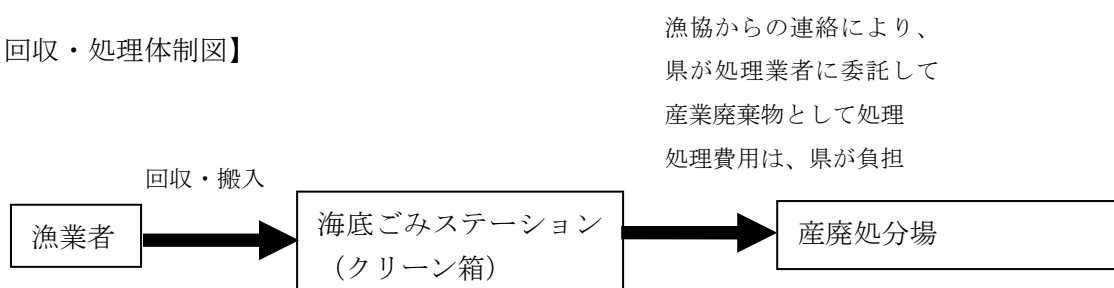 回収・処理体制図】
漁協からの連絡により、
県が処理業者に委託して
産業廃棄物として処理
処理費用は、県が負担
回収・搬入
漁業者
海底ごみステーション
（クリーン箱）
産廃処分場